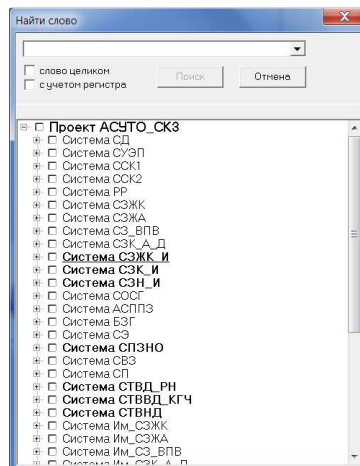 Найти слово
слово целиком
с учетом регистра
Поиск
Отмена
Проект АСУТО_СКЗ
Система СД
Система СУЭП
Система ССК1
Система ССК2
Система РР
Система СЗЖК
Система СЗЖА
Система СЗ_ВПВ
Система СЗК_А_Д
Система СЗЖК_И
Система СЗК_И
Система СЗН_И
Система СОСГ
Система АСППЗ
Система БЗГ
Система СЭ
Система СПЗНО
Система СВЗ
Система СП
Система СТВД_РН
Система СТВВД_КГЧ
Система СТВНД
Система Им_СЗЖК
Система Им_СЗЖА
Система Им_СЗ_ВПВ
Система Им_СЗК_А_Д